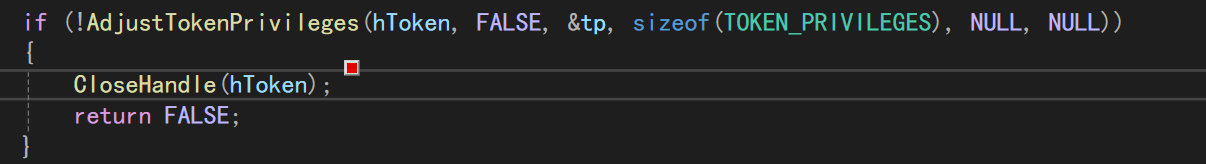 if (!AdjustTokenPrivileges(hToken, FALSE, &tp, sizeof(TOKEN_PRIVILEGES), NULL, NULL))
{
CloseHandle(hToken);
return FALSE;
}